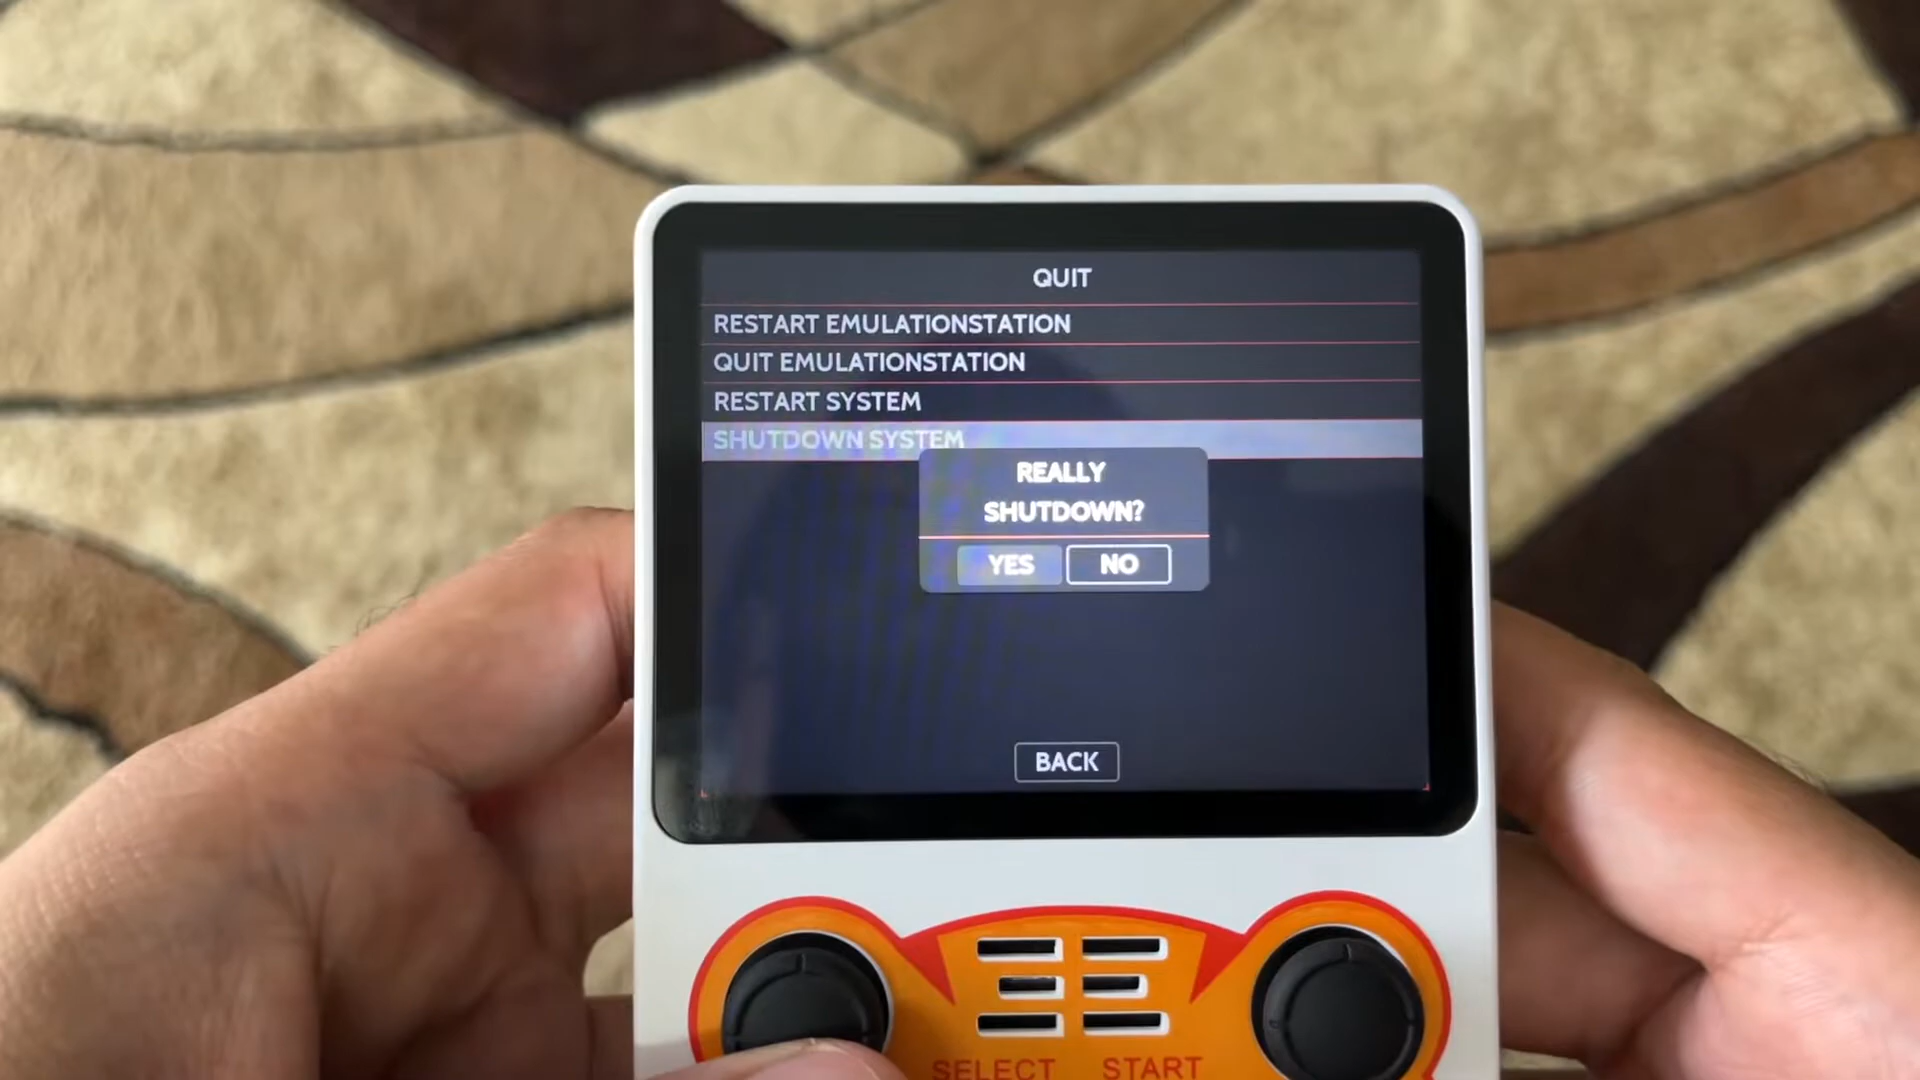 QUIT
RESTART EMULATIONSTATION
QUIT EMULATIONSTATION
RESTART SYSTEM
SHUTDOWN SYSTEM
REALLY
SHUTDOWN?
YES NO
BACK
SELECT START